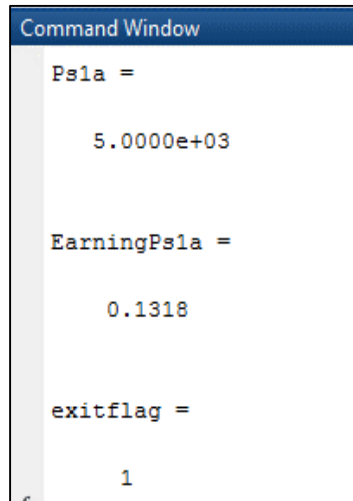 Command Window
Ps1a =
5.0000e+03
EarningPs1a =
0.1318
exitflag =
1